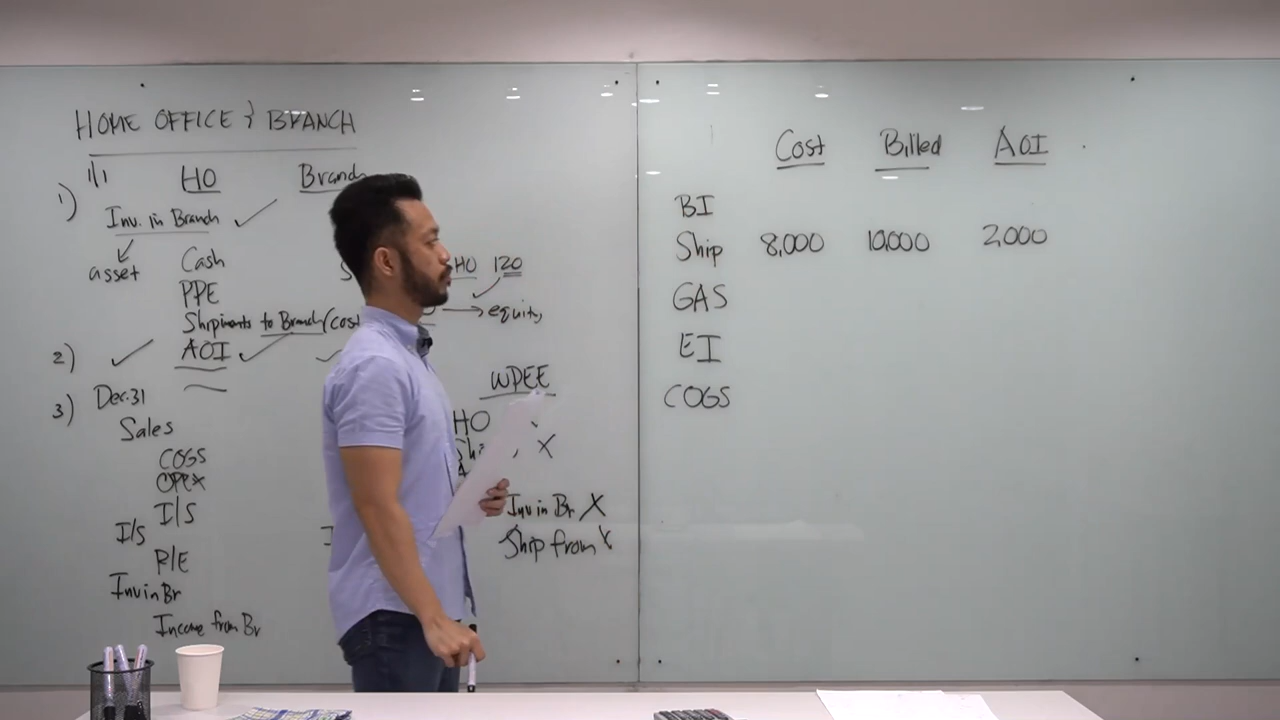 HOME OFFICE & BRANCH
1/1 HO Branch
1) Inv. in Branch
asset Cash
HO 120
PPE equity
Shipments to Branch (cost
2) AOI
WPEE
3) Dec. 31
Sales HO
X
COGS
OPEX
I/S Inv in Br X
I/S Ship from X
R/E
Inv in Br
Income from Br
Cost Billed AOI
BI
Ship 8,000 10,000 2,000
GAS
EI
COGS